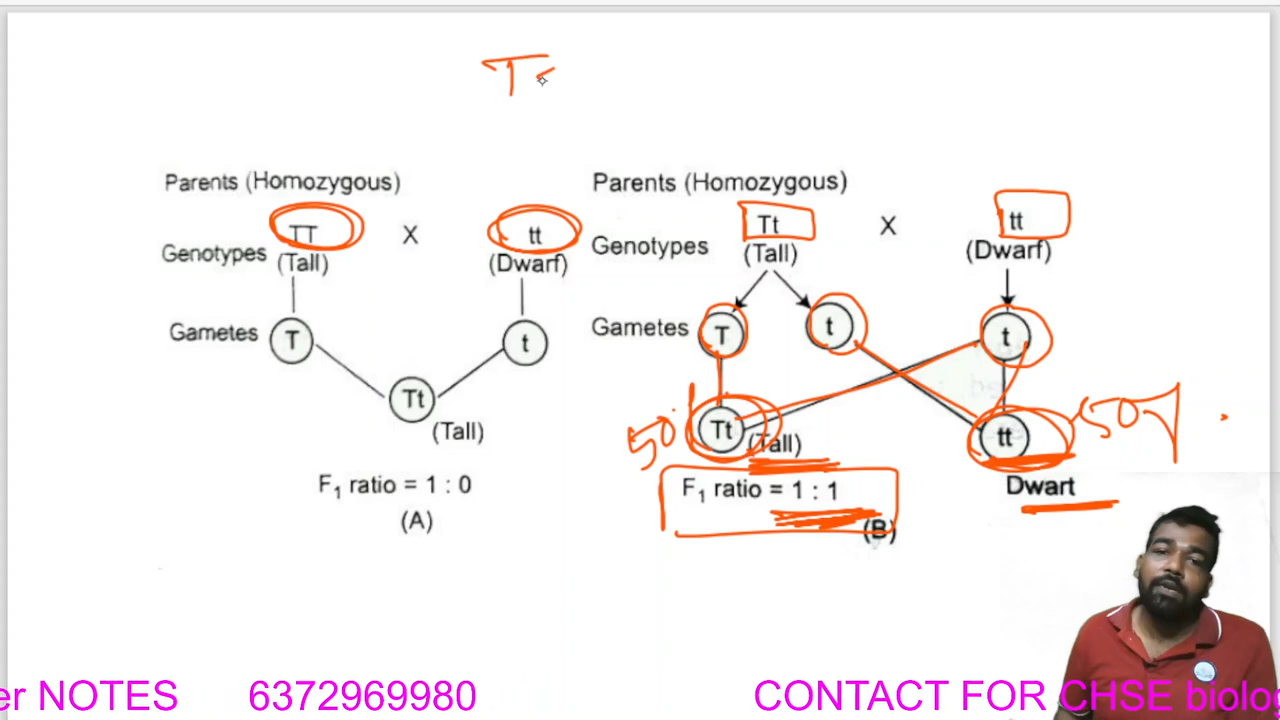 T
Parents (Homozygous)
TT X tt
Genotypes (Tall) (Dwarf)
Gametes T t
Tt
(Tall)
F₁ ratio = 1 : 0
(A)
Parents (Homozygous)
Tt X tt
Genotypes (Tall) (Dwarf)
Gametes T t t
50 Tt (Tall) tt 50
F₁ ratio = 1 : 1 Dwart
(B)
er NOTES 6372969980 CONTACT FOR CHSE biolog